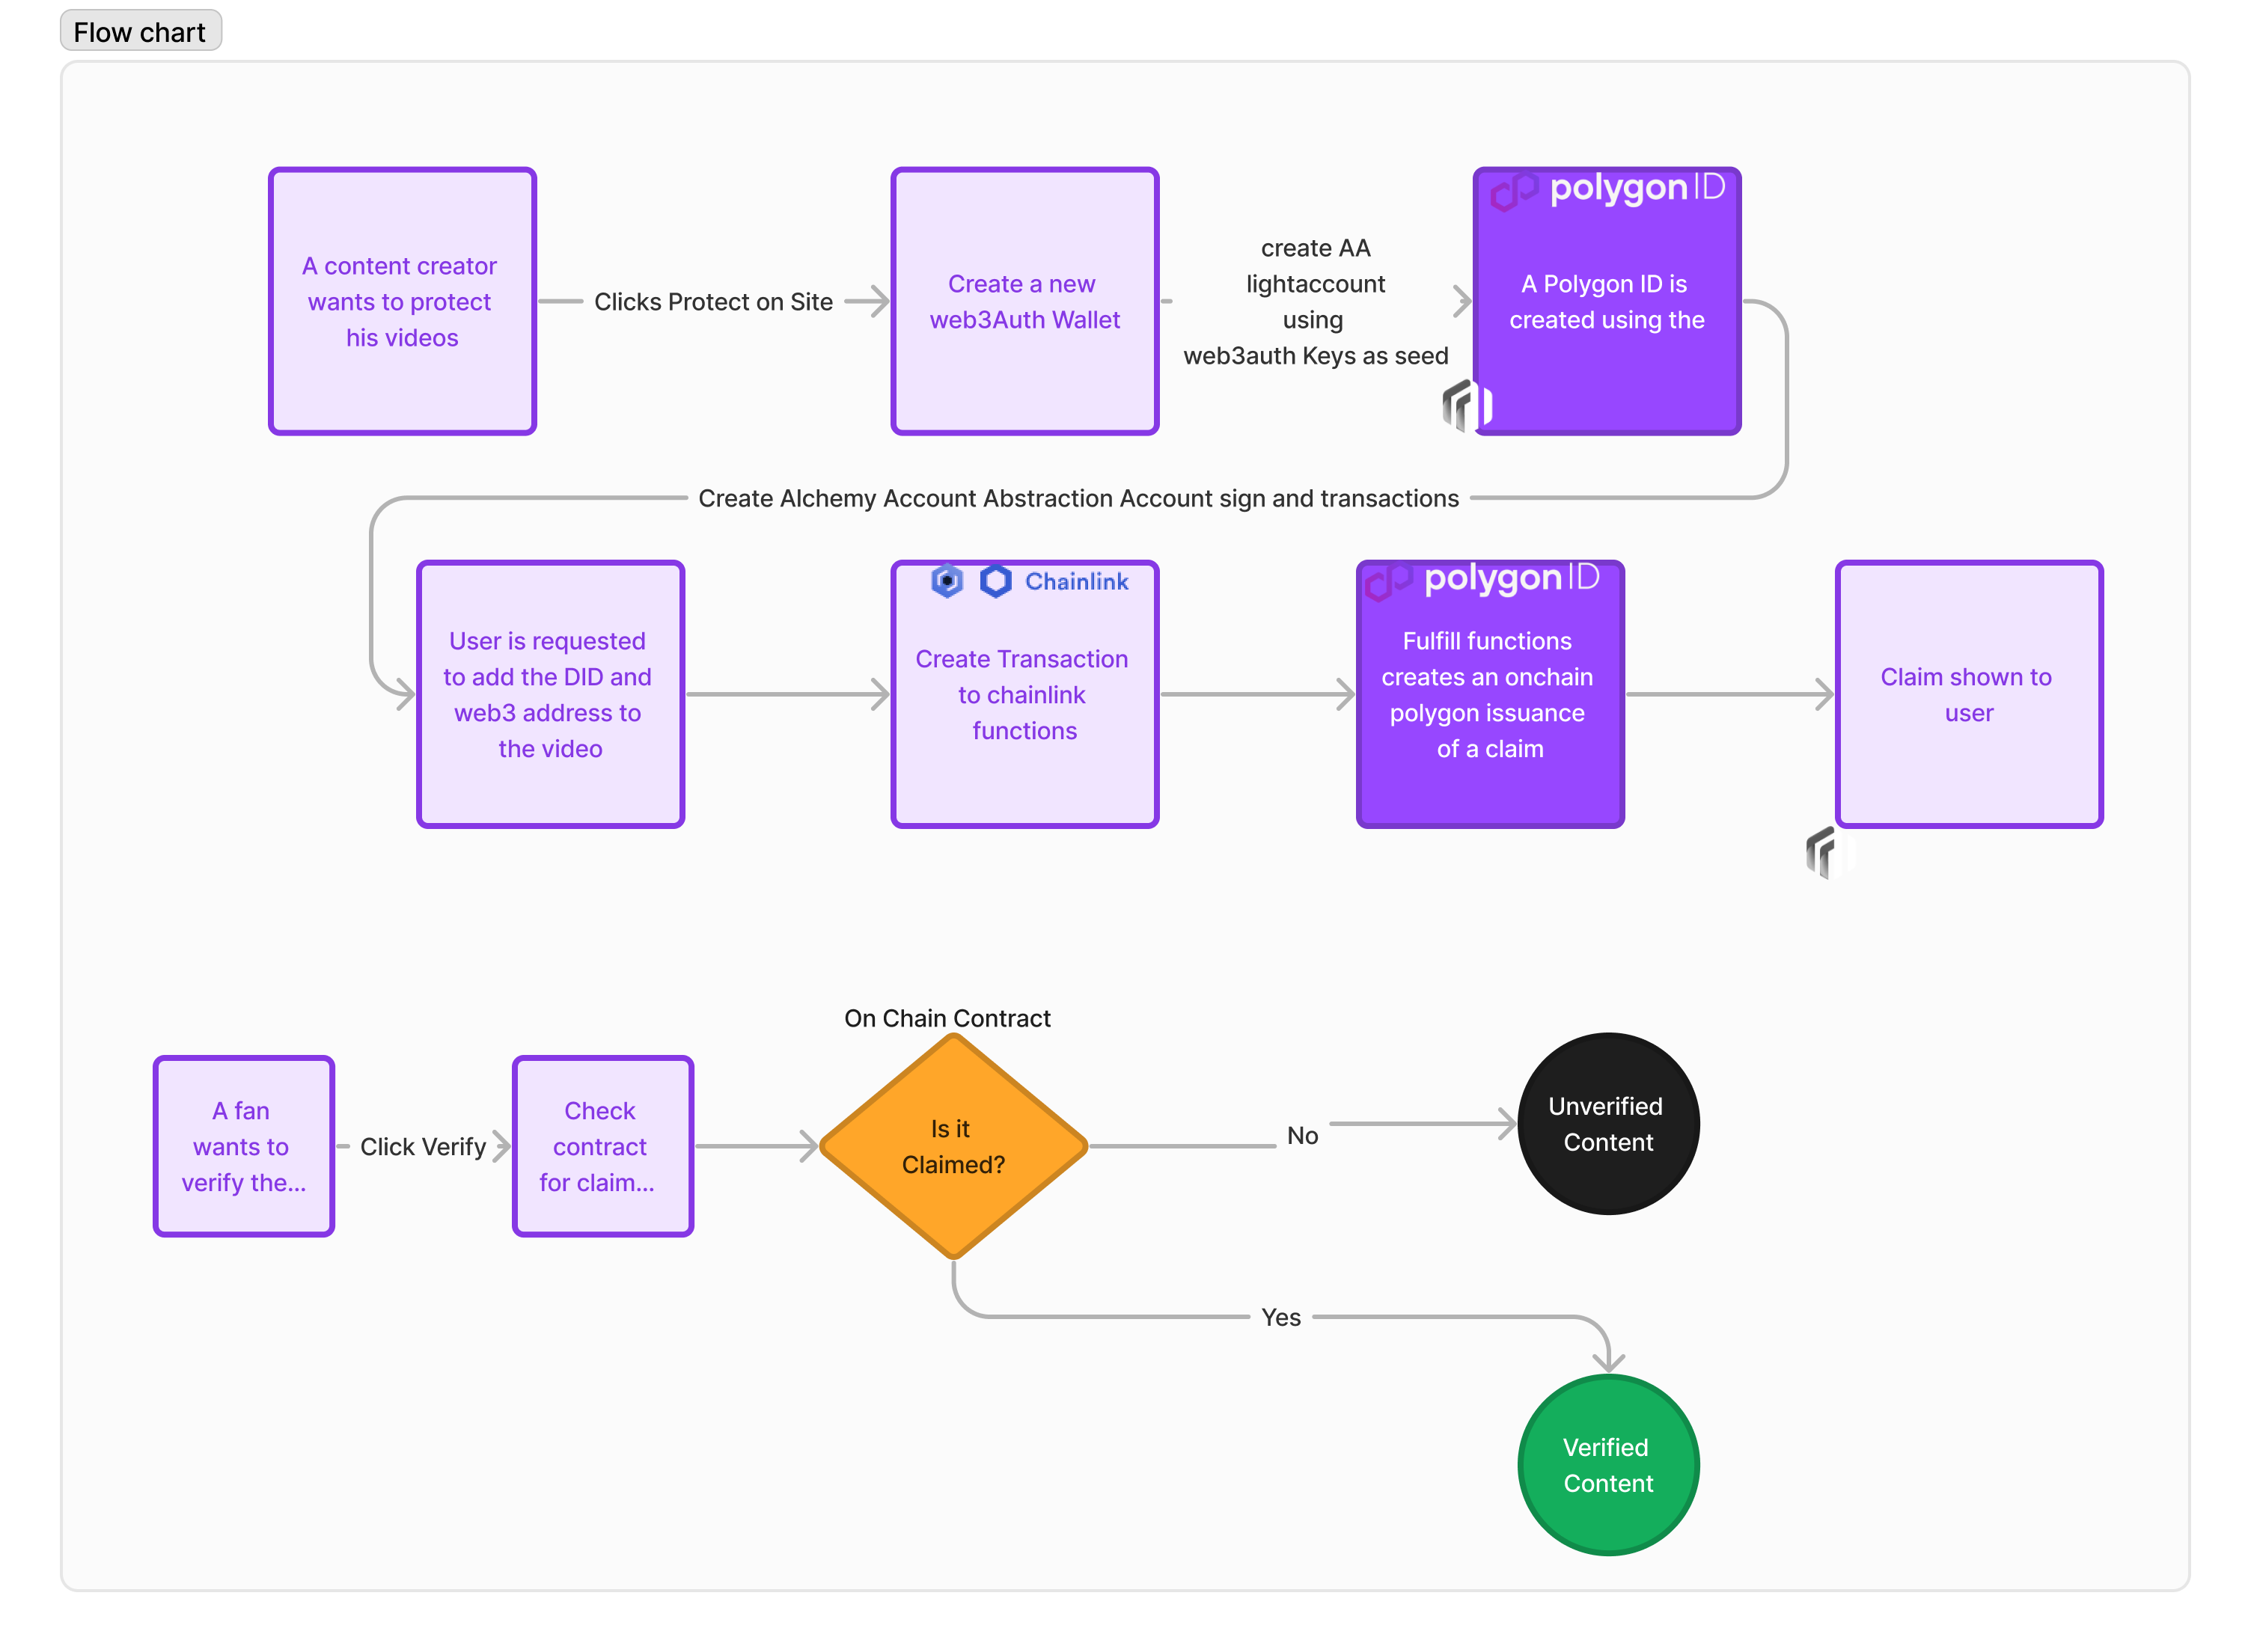 Flow chart
A content creator
wants to protect
his videos
Clicks Protect on Site
Create a new
web3Auth Wallet
create AA
lightaccount
using
web3auth Keys as seed
polygon ID
A Polygon ID is
created using the
Create Alchemy Account Abstraction Account sign and transactions
User is requested
to add the DID and
web3 address to
the video
Chainlink
Create Transaction
to chainlink
functions
polygon ID
Fulfill functions
creates an onchain
polygon issuance
of a claim
Claim shown to
user
On Chain Contract
A fan
wants to
verify the...
Click Verify
Check
contract
for claim...
Is it
Claimed?
No
Unverified
Content
Yes
Verified
Content